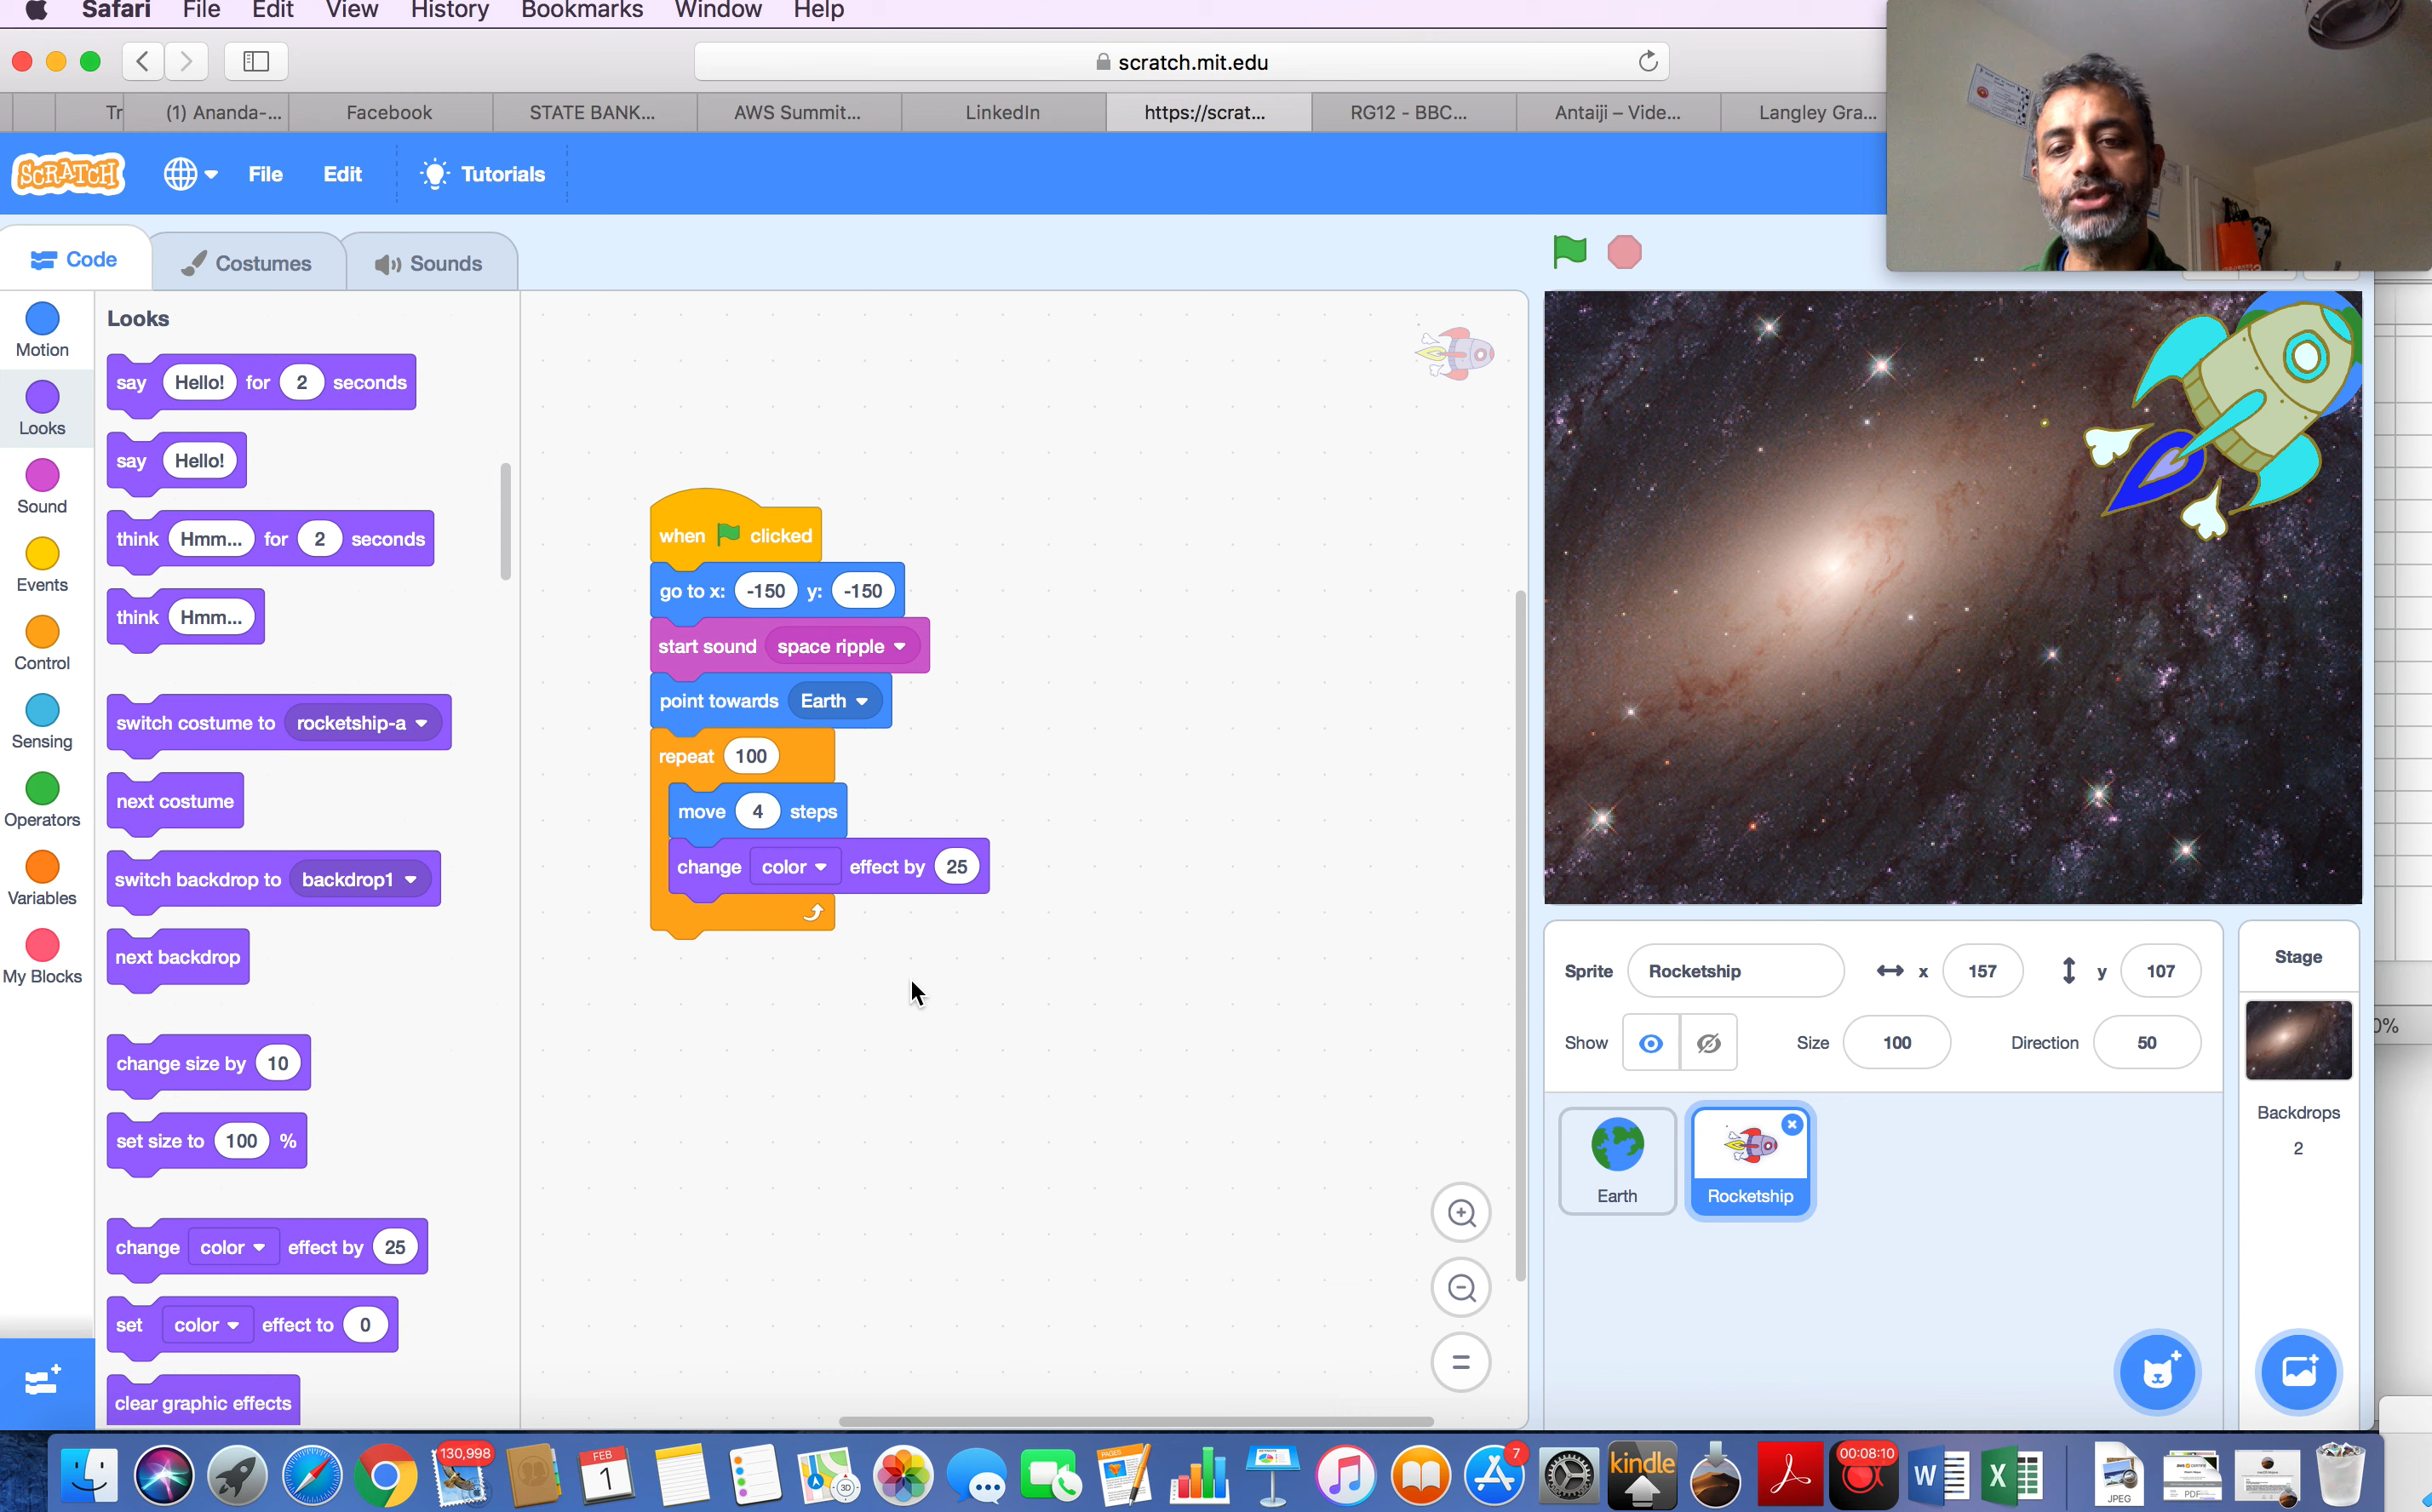 Safari File Edit View History Bookmarks Window Help
scratch.mit.edu
Tr (1) Ananda-... Facebook STATE BANK... AWS Summit... LinkedIn https://scrat... RG12 - BBC... Antaiji – Vide... Langley Gra...
SCRATCH File Edit Tutorials
Code Costumes Sounds
Motion
Looks
Sound
Events
Control
Sensing
Operators
Variables
My Blocks
Looks
say Hello! for 2 seconds
say Hello!
think Hmm... for 2 seconds
think Hmm...
switch costume to rocketship-a
next costume
switch backdrop to backdrop1
next backdrop
change size by 10
set size to 100 %
change color effect by 25
set color effect to 0
clear graphic effects
when clicked
go to x: -150 y: -150
start sound space ripple
point towards Earth
repeat 100
move 4 steps
change color effect by 25
Sprite Rocketship x 157 y 107
Show Size 100 Direction 50
Earth
Rocketship
Stage
Backdrops
2
0%
130,998
FEB
1
3D
PAGES
7
kindle
00:08:10
W
X
JPEG
PDF